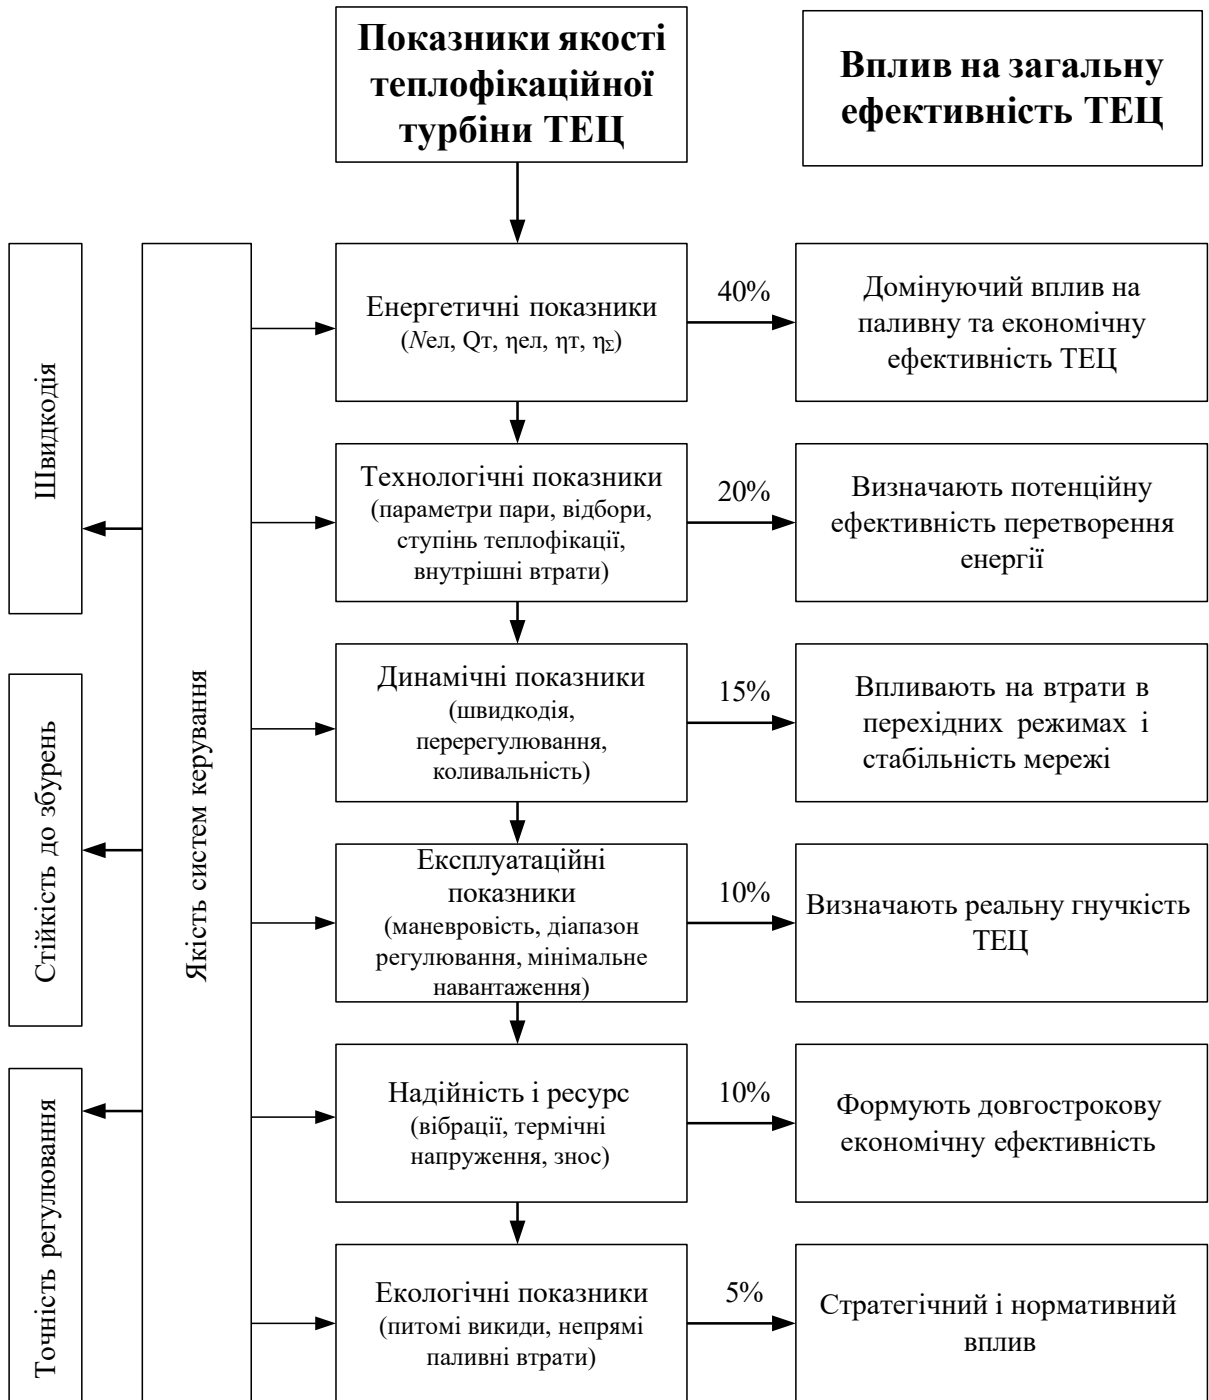 Показники якості
теплофікаційної
турбіни ТЕЦ
Вплив на загальну
ефективність ТЕЦ
Швидкодія
Стійкість до збурень
Точність регулювання
Якість систем керування
Енергетичні показники
(Nел, Qт, ηел, ηт, ηΣ)
40%
Домінуючий вплив на
паливну та економічну
ефективність ТЕЦ
Технологічні показники
(параметри пари, відбори,
ступінь теплофікації,
внутрішні втрати)
20%
Визначають потенційну
ефективність перетворення
енергії
Динамічні показники
(швидкодія,
перерегулювання,
коливальність)
15%
Впливають на втрати в
перехідних режимах і
стабільність мережі
Експлуатаційні
показники
(маневровість, діапазон
регулювання, мінімальне
навантаження)
10%
Визначають реальну гнучкість
ТЕЦ
Надійність і ресурс
(вібрації, термічні
напруження, знос)
10%
Формують довгострокову
економічну ефективність
Екологічні показники
(питомі викиди, непрямі
паливні втрати)
5%
Стратегічний і нормативний
вплив